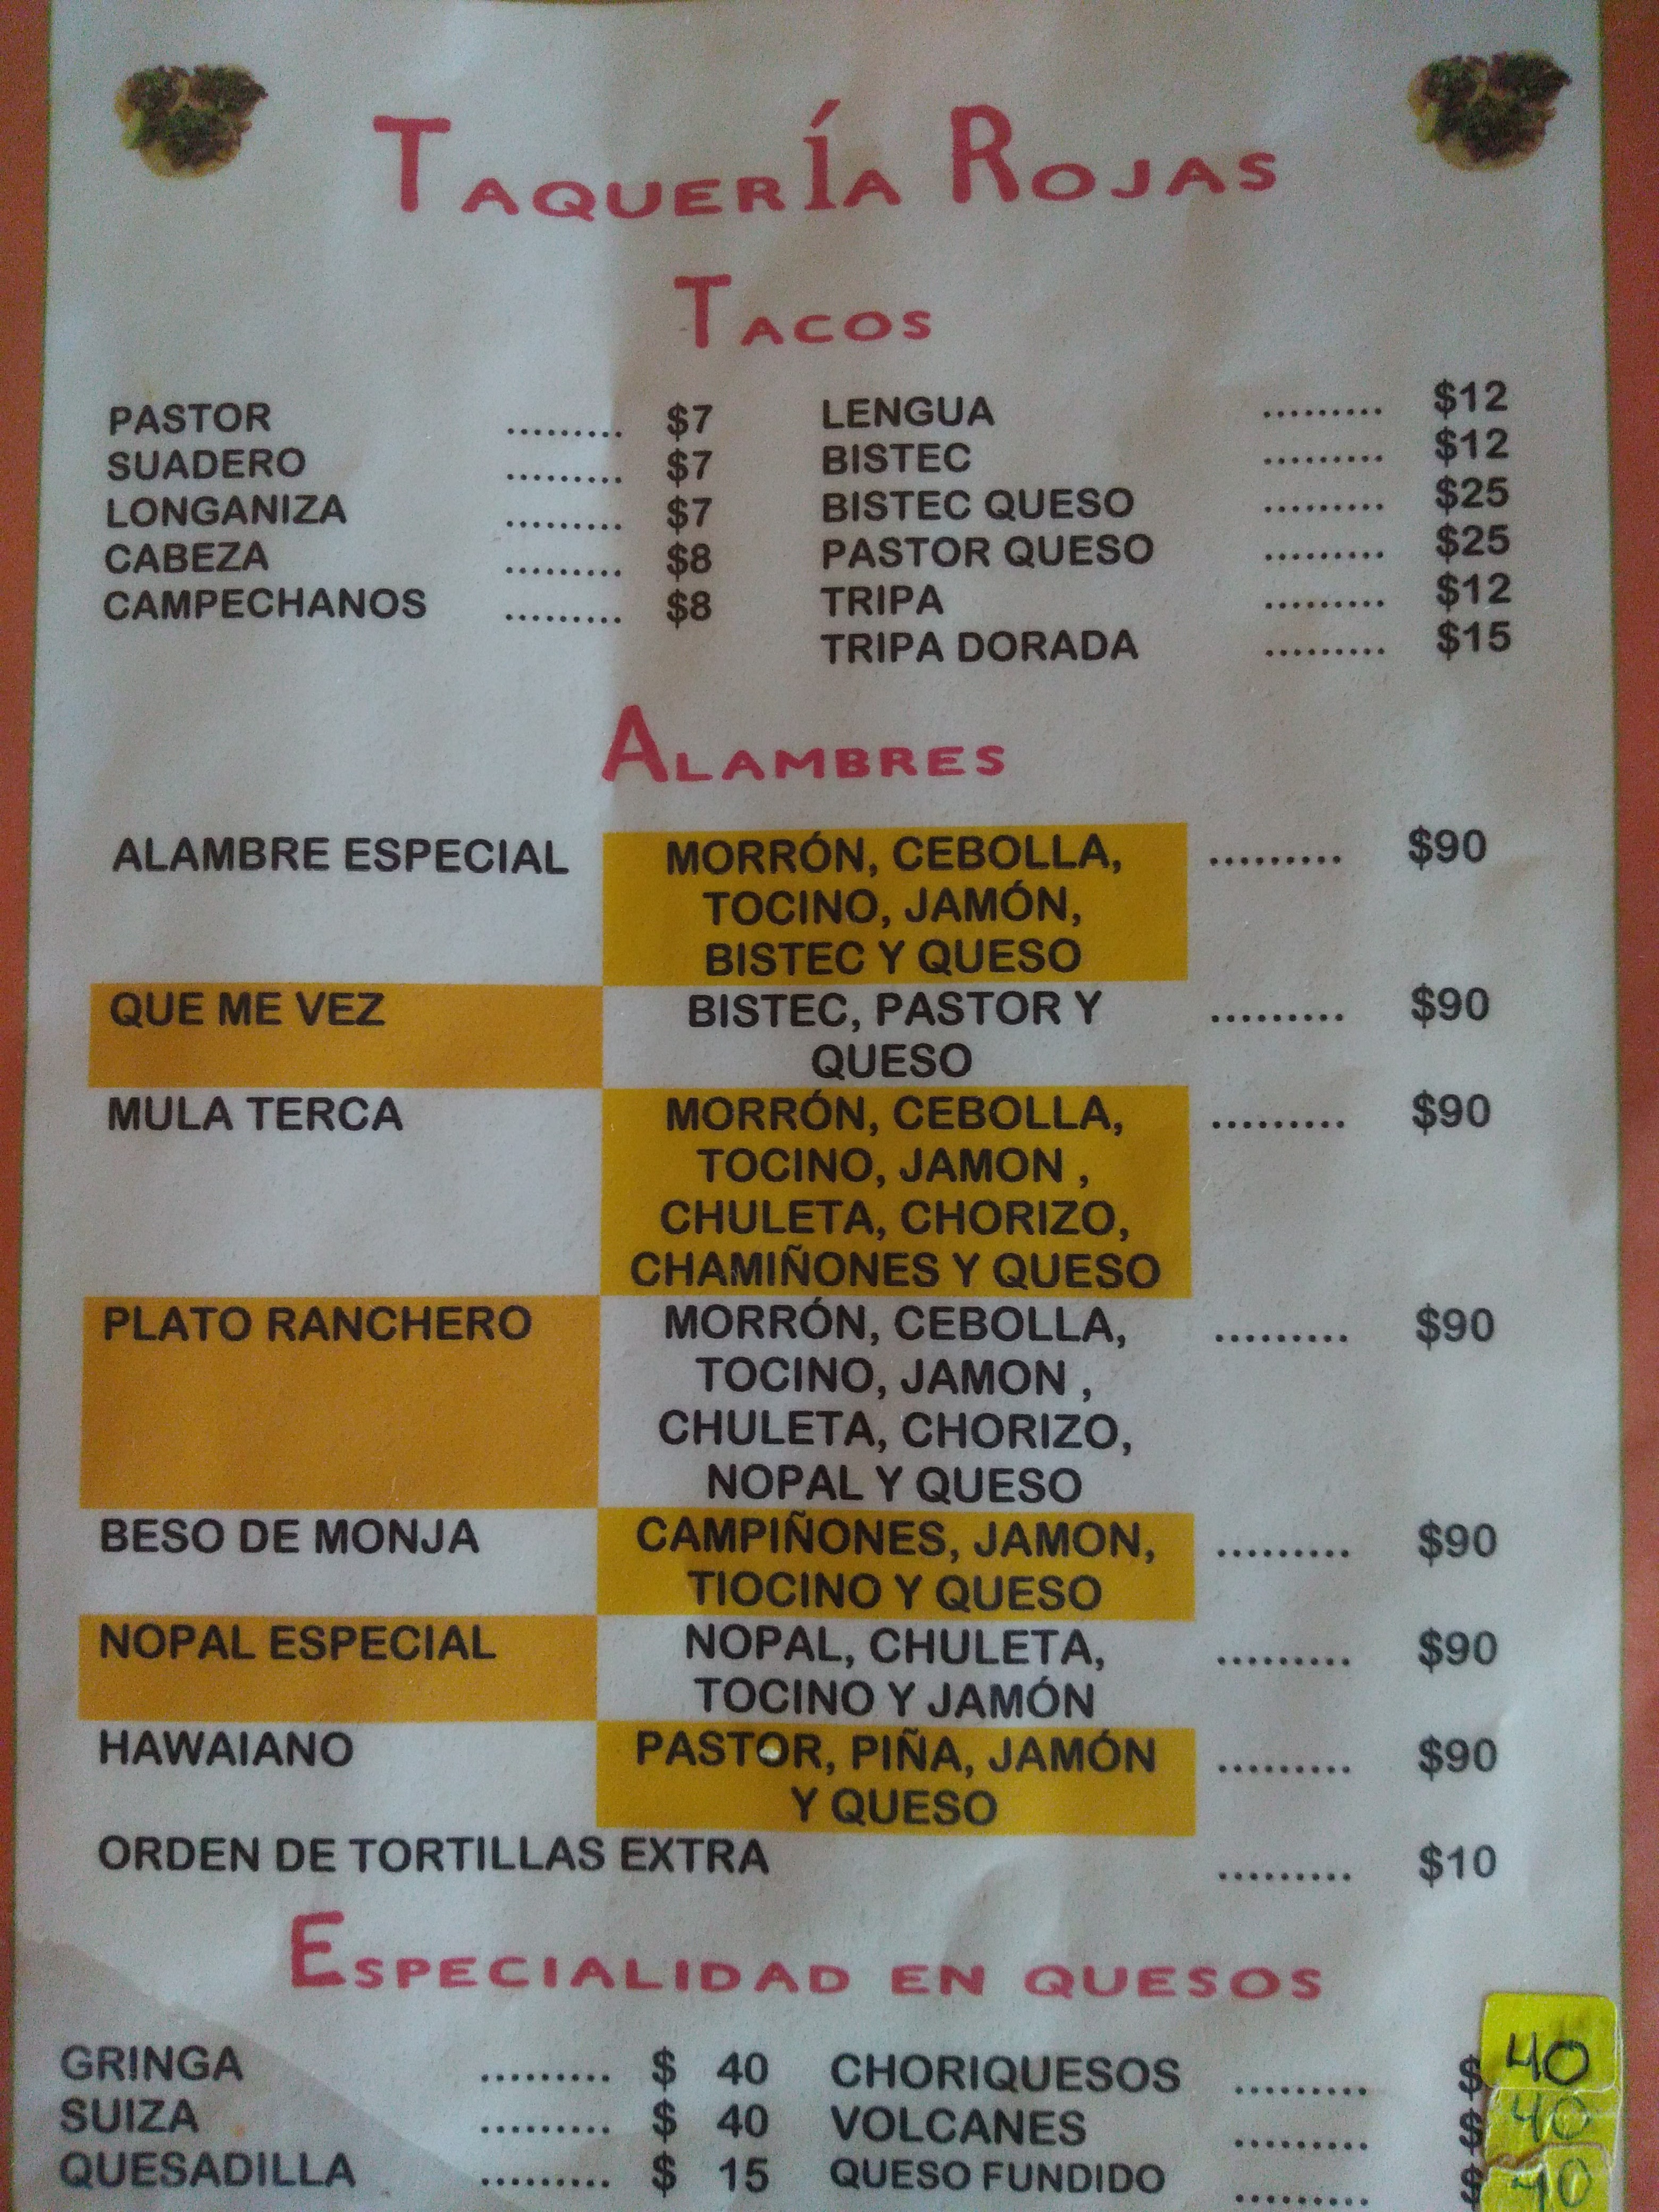 TAQUERÍA ROJAS
TACOS
PASTOR ......... $7 LENGUA ......... $12
SUADERO ......... $7 BISTEC ......... $12
LONGANIZA ......... $7 BISTEC QUESO ......... $25
CABEZA ......... $8 PASTOR QUESO ......... $25
CAMPECHANOS ......... $8 TRIPA ......... $12
TRIPA DORADA ......... $15
ALAMBRES
ALAMBRE ESPECIAL MORRÓN, CEBOLLA, ......... $90
TOCINO, JAMÓN,
BISTEC Y QUESO
QUE ME VEZ BISTEC, PASTOR Y ......... $90
QUESO
MULA TERCA MORRÓN, CEBOLLA, ......... $90
TOCINO, JAMON ,
CHULETA, CHORIZO,
CHAMIÑONES Y QUESO
PLATO RANCHERO MORRÓN, CEBOLLA, ......... $90
TOCINO, JAMON ,
CHULETA, CHORIZO,
NOPAL Y QUESO
BESO DE MONJA CAMPIÑONES, JAMON, ......... $90
TIOCINO Y QUESO
NOPAL ESPECIAL NOPAL, CHULETA, ......... $90
TOCINO Y JAMÓN
HAWAIANO PASTOR, PIÑA, JAMÓN ......... $90
Y QUESO
ORDEN DE TORTILLAS EXTRA ......... $10
ESPECIALIDAD EN QUESOS
GRINGA ......... $ 40 CHORIQUESOS ......... $ 40
SUIZA ......... $ 40 VOLCANES ......... $ 40
QUESADILLA ......... $ 15 QUESO FUNDIDO ......... $ 40